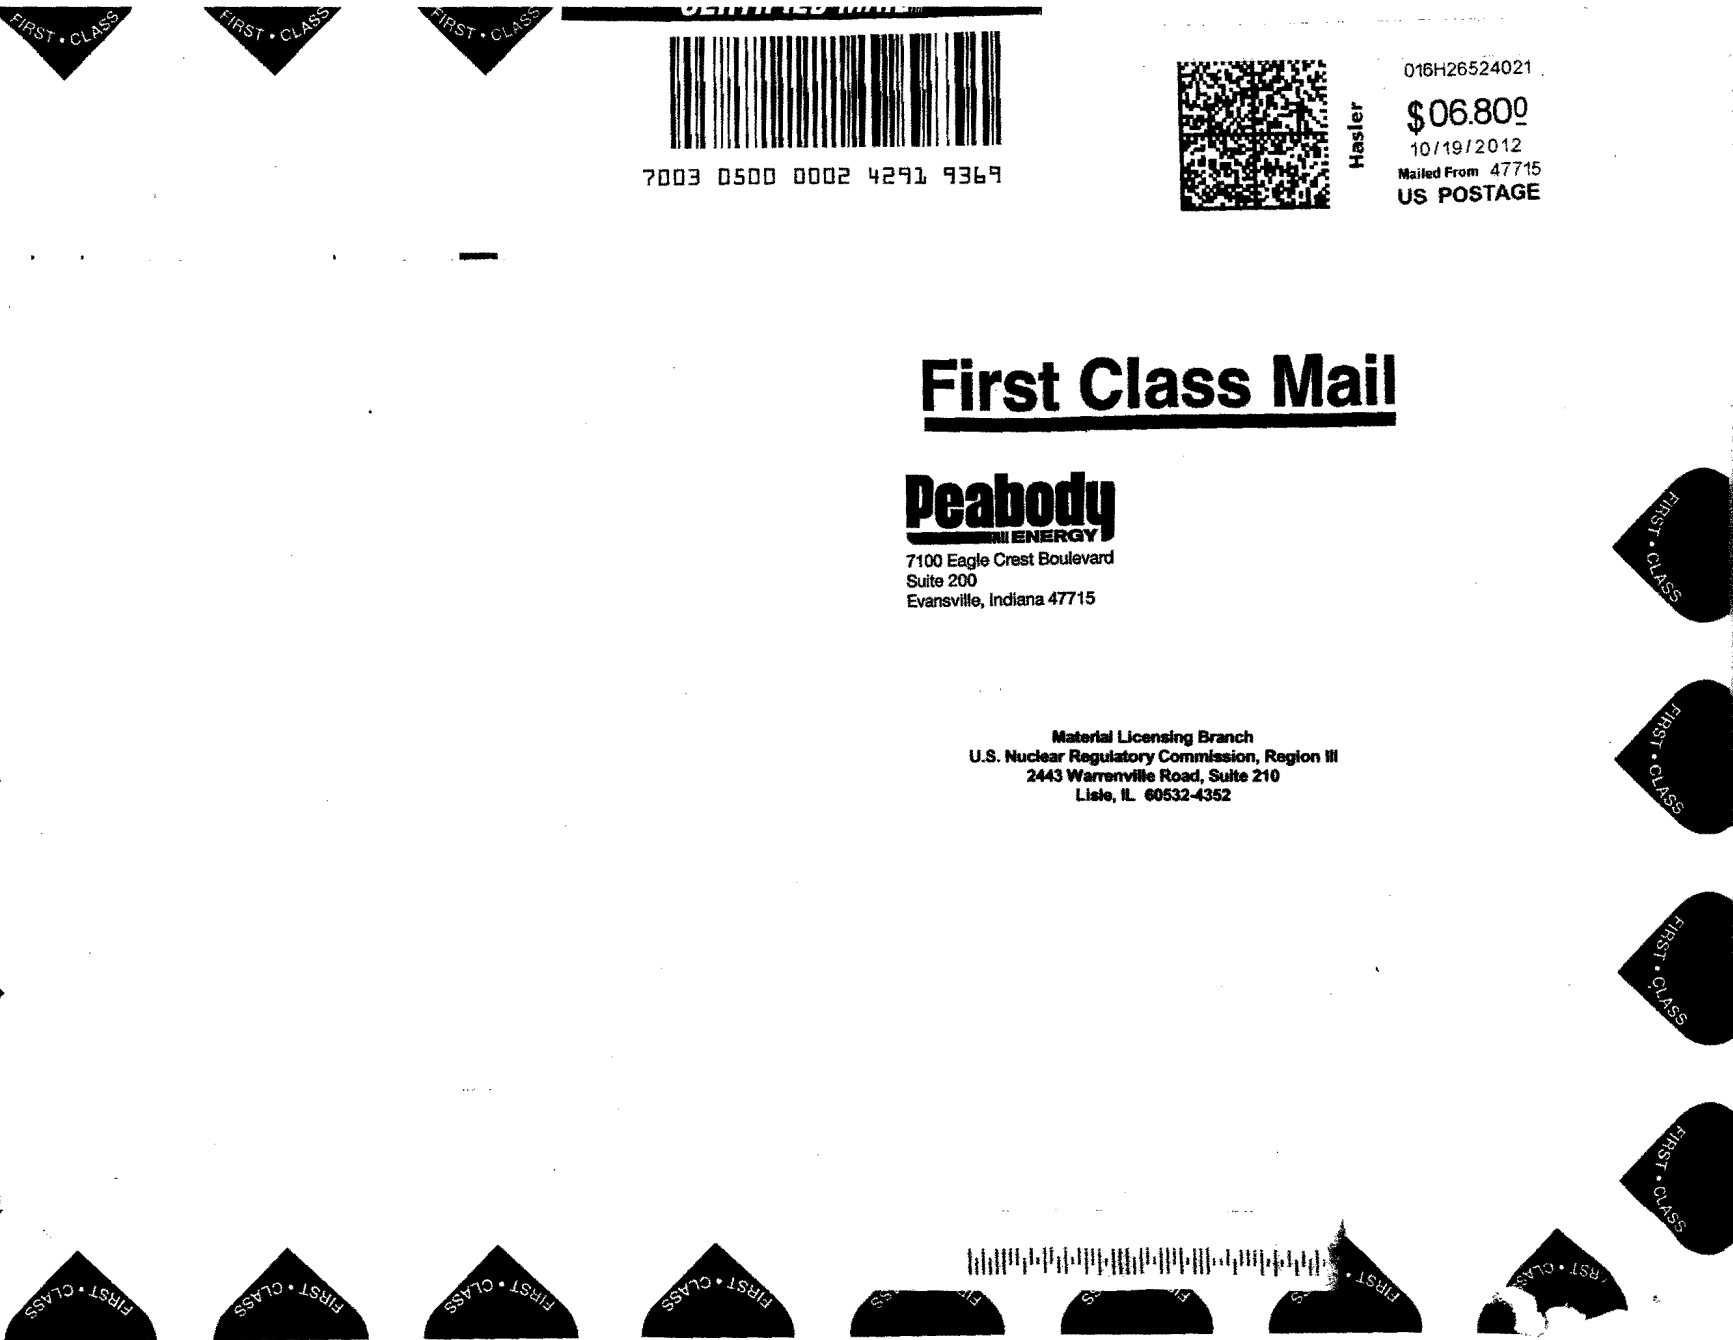 FIRST • CLASS
FIRST • CLASS
FIRST • CLASS
CERTIFIED MAIL
7003 0500 0002 4291 9369
Hasler
016H26524021
$06.800
10/19/2012
Mailed From 47715
US POSTAGE
First Class Mail
Peabody
ENERGY
7100 Eagle Crest Boulevard
Suite 200
Evansville, Indiana 47715
Material Licensing Branch
U.S. Nuclear Regulatory Commission, Region III
2443 Warrenville Road, Suite 210
Lisle, IL 60532-4352
FIRST • CLASS
FIRST • CLASS
FIRST • CLASS
FIRST • CLASS
FIRST • CLASS
FIRST • CLASS
FIRST • CLASS
FIRST • CLASS